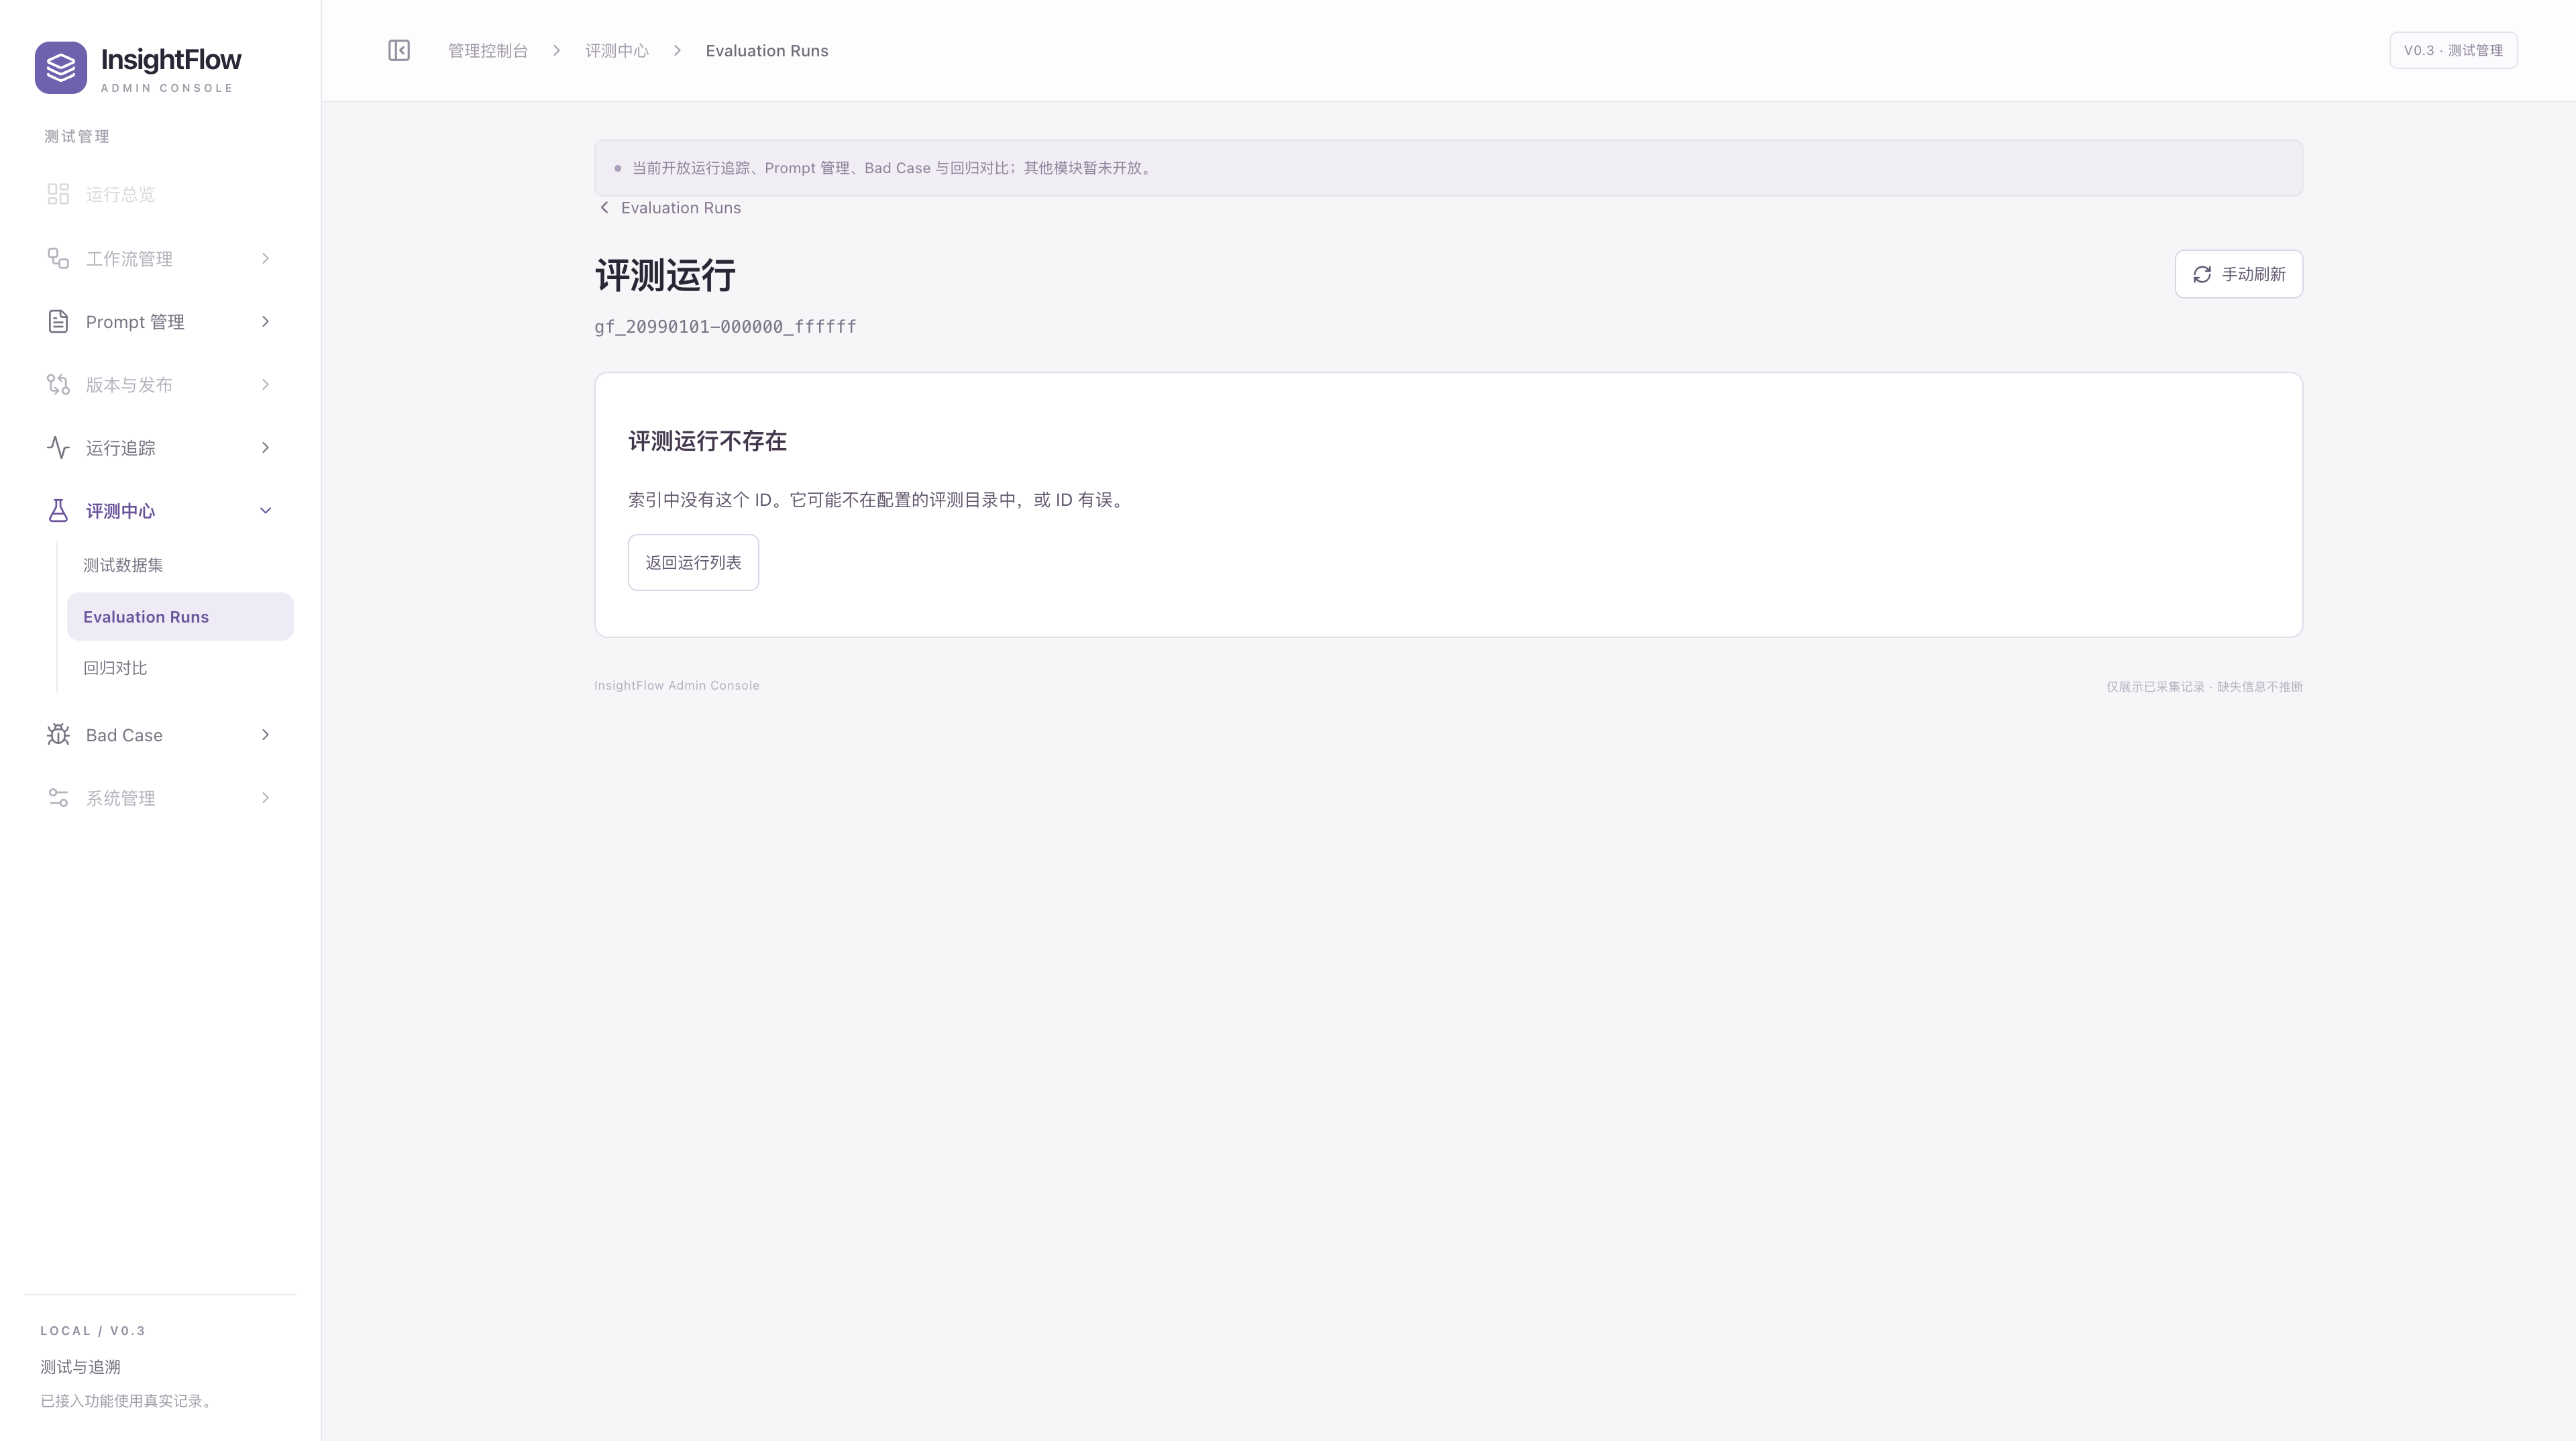 InsightFlow
ADMIN CONSOLE
测试管理
运行总览
工作流管理
Prompt 管理
版本与发布
运行追踪
评测中心
测试数据集
Evaluation Runs
回归对比
Bad Case
系统管理
LOCAL / V0.3
测试与追溯
已接入功能使用真实记录。
管理控制台
评测中心
Evaluation Runs
V0.3 · 测试管理
当前开放运行追踪、Prompt 管理、Bad Case 与回归对比；其他模块暂未开放。
Evaluation Runs
评测运行
手动刷新
gf_20990101-000000_ffffff
评测运行不存在
索引中没有这个 ID。它可能不在配置的评测目录中，或 ID 有误。
返回运行列表
InsightFlow Admin Console
仅展示已采集记录 · 缺失信息不推断